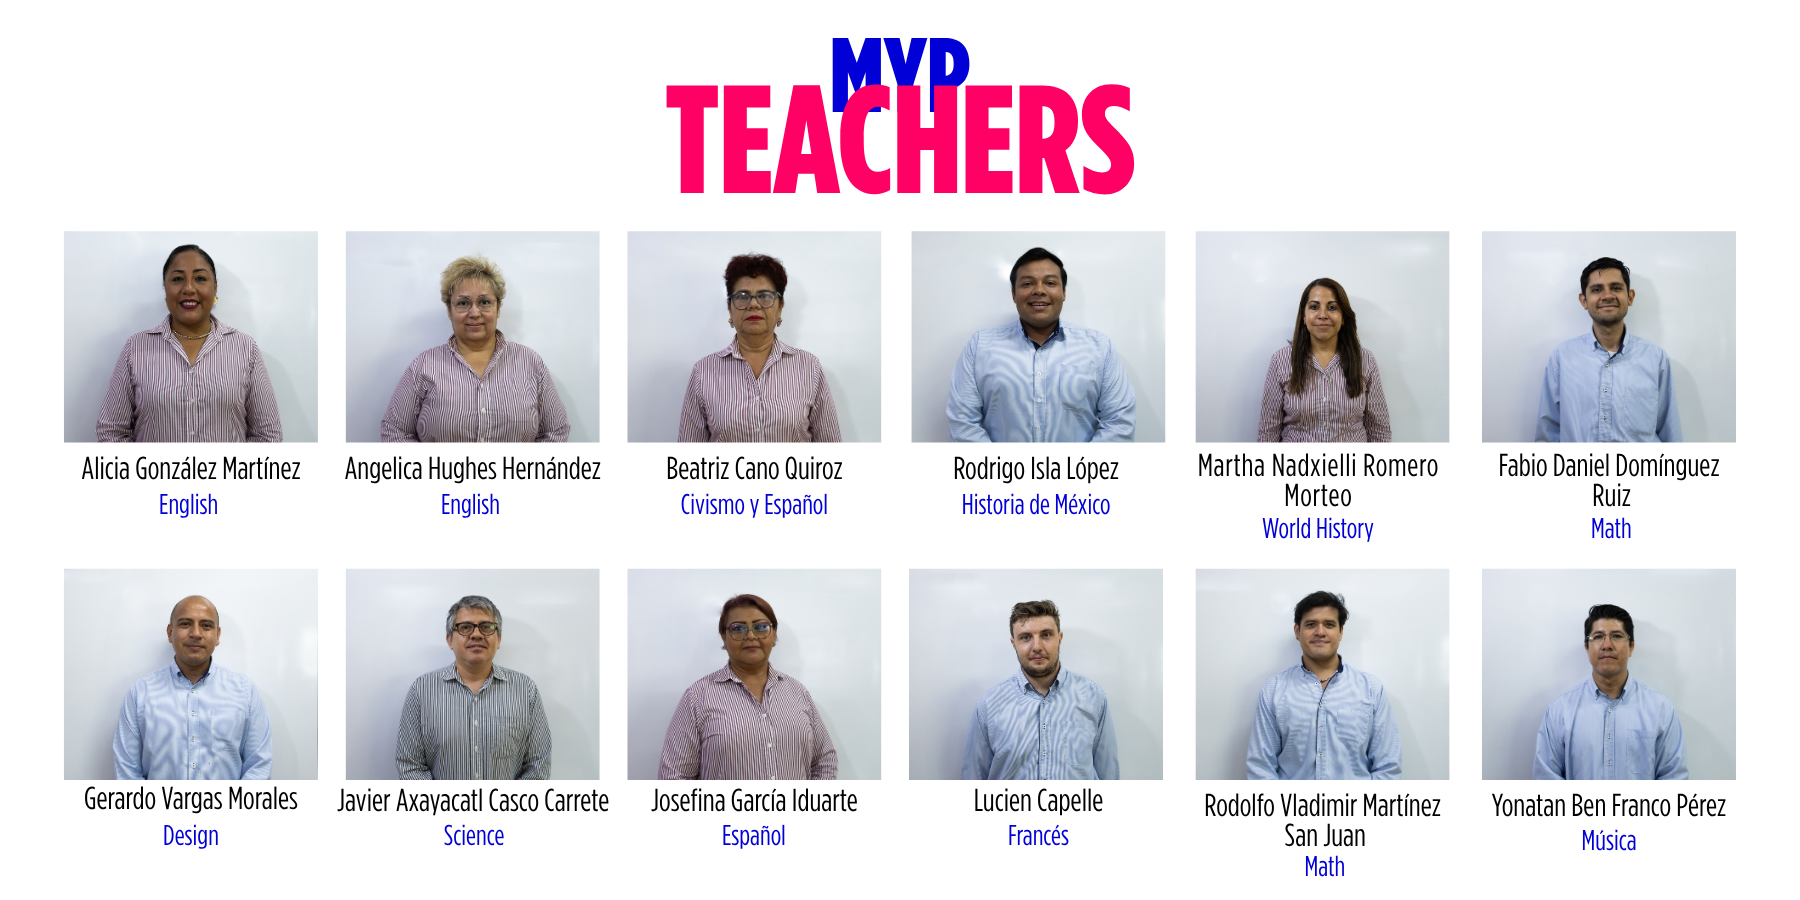 MYP
TEACHERS
Alicia González Martínez
English
Angelica Hughes Hernández
English
Beatriz Cano Quiroz
Civismo y Español
Rodrigo Isla López
Historia de México
Martha Nadxielli Romero
Morteo
World History
Fabio Daniel Domínguez
Ruiz
Math
Gerardo Vargas Morales
Design
Javier Axayacatl Casco Carrete
Science
Josefina García Iduarte
Español
Lucien Capelle
Francés
Rodolfo Vladimir Martínez
San Juan
Math
Yonatan Ben Franco Pérez
Música